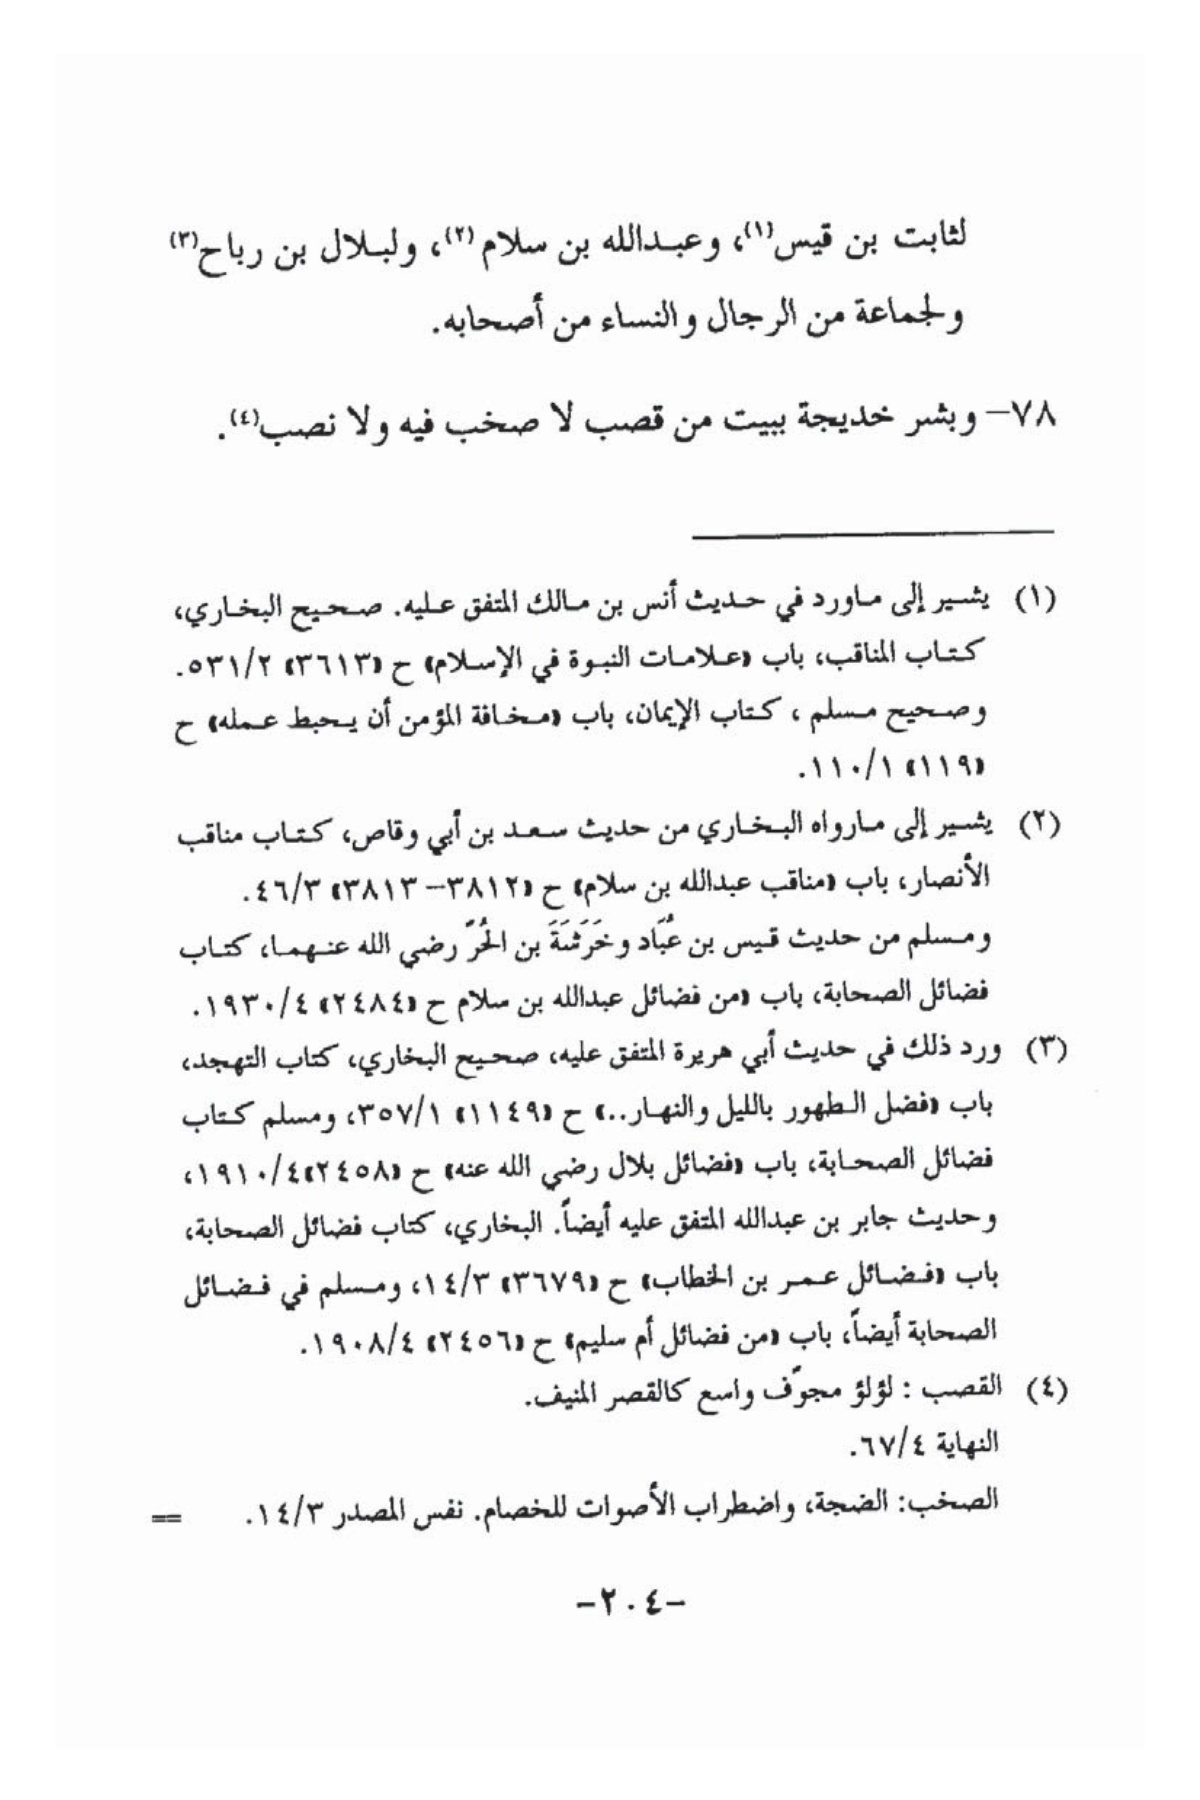 لثابت بن قيس(١)، وعبدالله بن سلام(٢)، ولبلال بن رباح(٣)
ولجماعة من الرجال والنساء من أصحابه.
٧٨– وبشر خديجة ببيت من قصب لا صخب فيه ولا نصب(٤).
(١) يشير إلى ماورد في حديث أنس بن مالك المتفق عليه. صحيح البخاري،
كتاب المناقب، باب «علامات النبوة في الإسلام» ح «٣٦١٣» ٥٣١/٢.
وصحيح مسلم ، كتاب الإيمان، باب «مخافة المؤمن أن يحبط عمله» ح
«١١٩» ١١٠/١.
(٢) يشير إلى مارواه البخاري من حديث سعد بن أبي وقاص، كتاب مناقب
الأنصار، باب «مناقب عبدالله بن سلام» ح «٣٨١٢– ٣٨١٣» ٤٦/٣.
ومسلم من حديث قيس بن عُبَاد وخَرَشَةَ بن الحُرّ رضي الله عنهما، كتاب
فضائل الصحابة، باب «من فضائل عبدالله بن سلام ح «٢٤٨٤» ١٩٣٠/٤.
(٣) ورد ذلك في حديث أبي هريرة المتفق عليه، صحيح البخاري، كتاب التهجد،
باب «فضل الطهور بالليل والنهار..» ح «١١٤٩» ٣٥٧/١، ومسلم كتاب
فضائل الصحابة، باب «فضائل بلال رضي الله عنه» ح «٢٤٥٨»١٩١٠/٤،
وحديث جابر بن عبدالله المتفق عليه أيضاً. البخاري، كتاب فضائل الصحابة،
باب «فضائل عمر بن الخطاب» ح «٣٦٧٩» ١٤/٣، ومسلم في فضائل
الصحابة أيضاً، باب «من فضائل أم سليم» ح «٢٤٥٦» ١٩٠٨/٤.
(٤) القصب : لؤلؤ مجوّف واسع كالقصر المنيف.
النهاية ٦٧/٤.
الصخب: الضجة، واضطراب الأصوات للخصام. نفس المصدر ١٤/٣. ==
-٢٠٤-